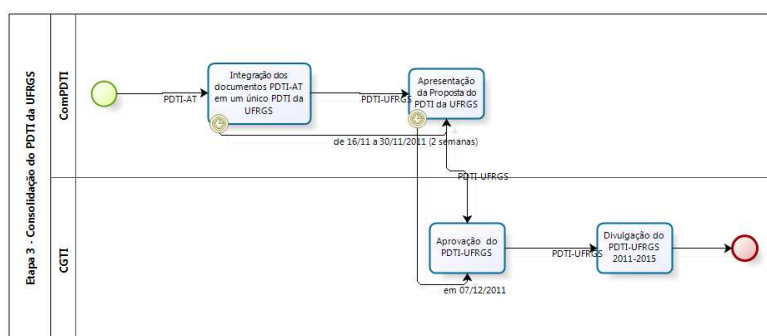 Etapa 3 - Consolidação do PDTI da UFRGS
ComPDTI
PDTI-AT
Integração dos
documentos PDTI-AT
em um único PDTI da
UFRGS
PDTI-UFRGS
Apresentação
da Proposta do
PDTI da UFRGS
de 16/11 a 30/11/2011 (2 semanas)
PDTI-UFRGS
CGTI
Aprovação do
PDTI-UFRGS
PDTI-UFRGS
Divulgação do
PDTI-UFRGS
2011-2015
em 07/12/2011